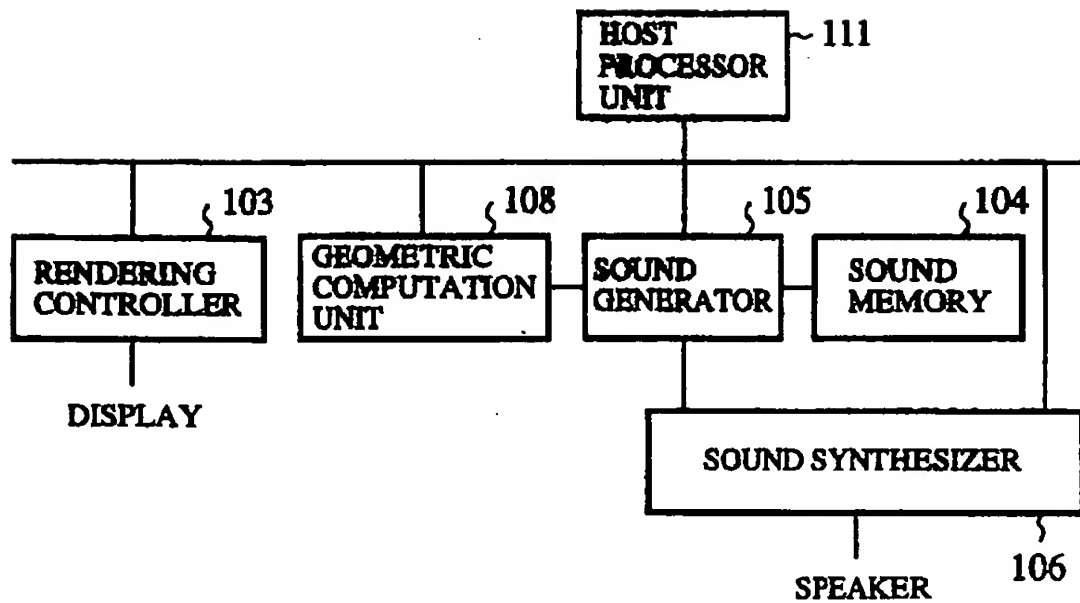 HOST
PROCESSOR
UNIT
111
103
108
105
104
RENDERING
CONTROLLER
GEOMETRIC
COMPUTATION
UNIT
SOUND
GENERATOR
SOUND
MEMORY
DISPLAY
SOUND SYNTHESIZER
106
SPEAKER